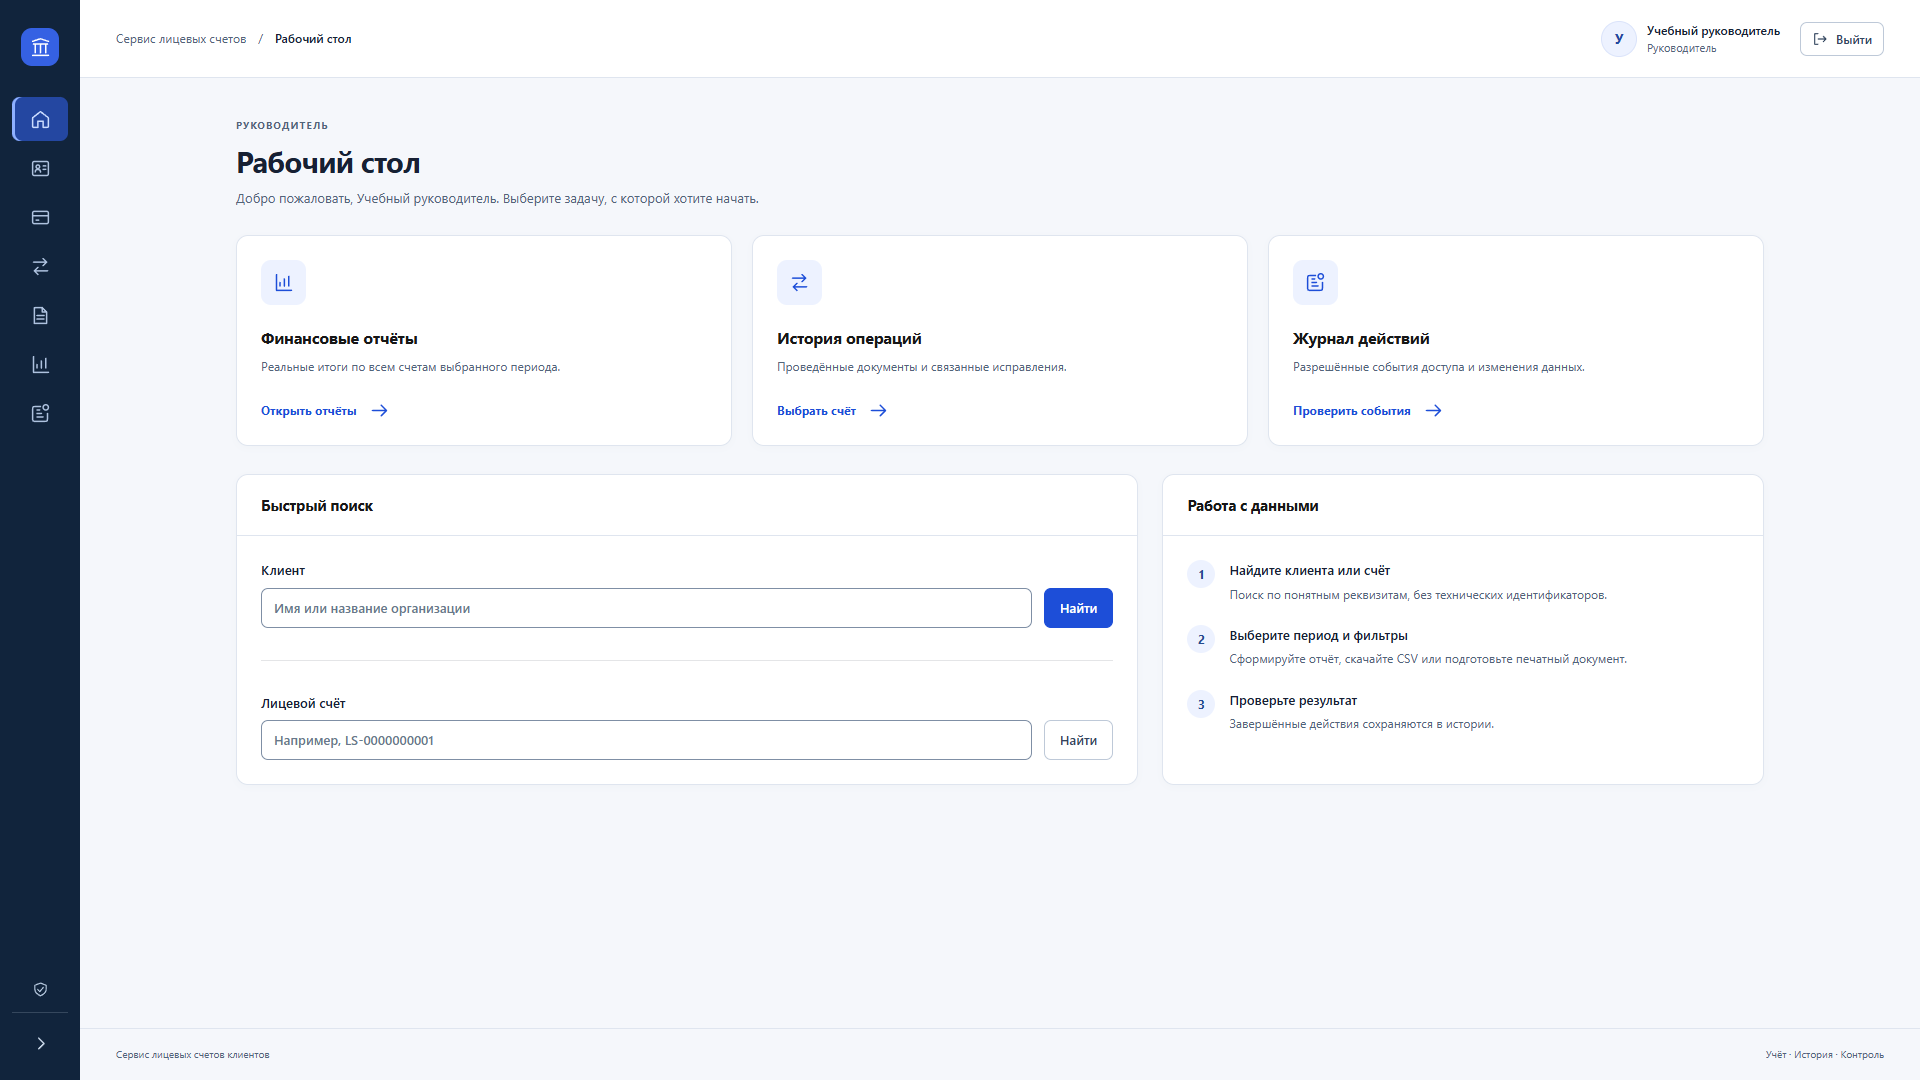 Сервис лицевых счетов / Рабочий стол
У
Учебный руководитель
Руководитель
Выйти
РУКОВОДИТЕЛЬ
Рабочий стол
Добро пожаловать, Учебный руководитель. Выберите задачу, с которой хотите начать.
Финансовые отчёты
Реальные итоги по всем счетам выбранного периода.
Открыть отчёты
История операций
Проведённые документы и связанные исправления.
Выбрать счёт
Журнал действий
Разрешённые события доступа и изменения данных.
Проверить события
Быстрый поиск
Клиент
Имя или название организации
Найти
Лицевой счёт
Например, LS-0000000001
Найти
Работа с данными
1
Найдите клиента или счёт
Поиск по понятным реквизитам, без технических идентификаторов.
2
Выберите период и фильтры
Сформируйте отчёт, скачайте CSV или подготовьте печатный документ.
3
Проверьте результат
Завершённые действия сохраняются в истории.
Сервис лицевых счетов клиентов
Учёт · История · Контроль